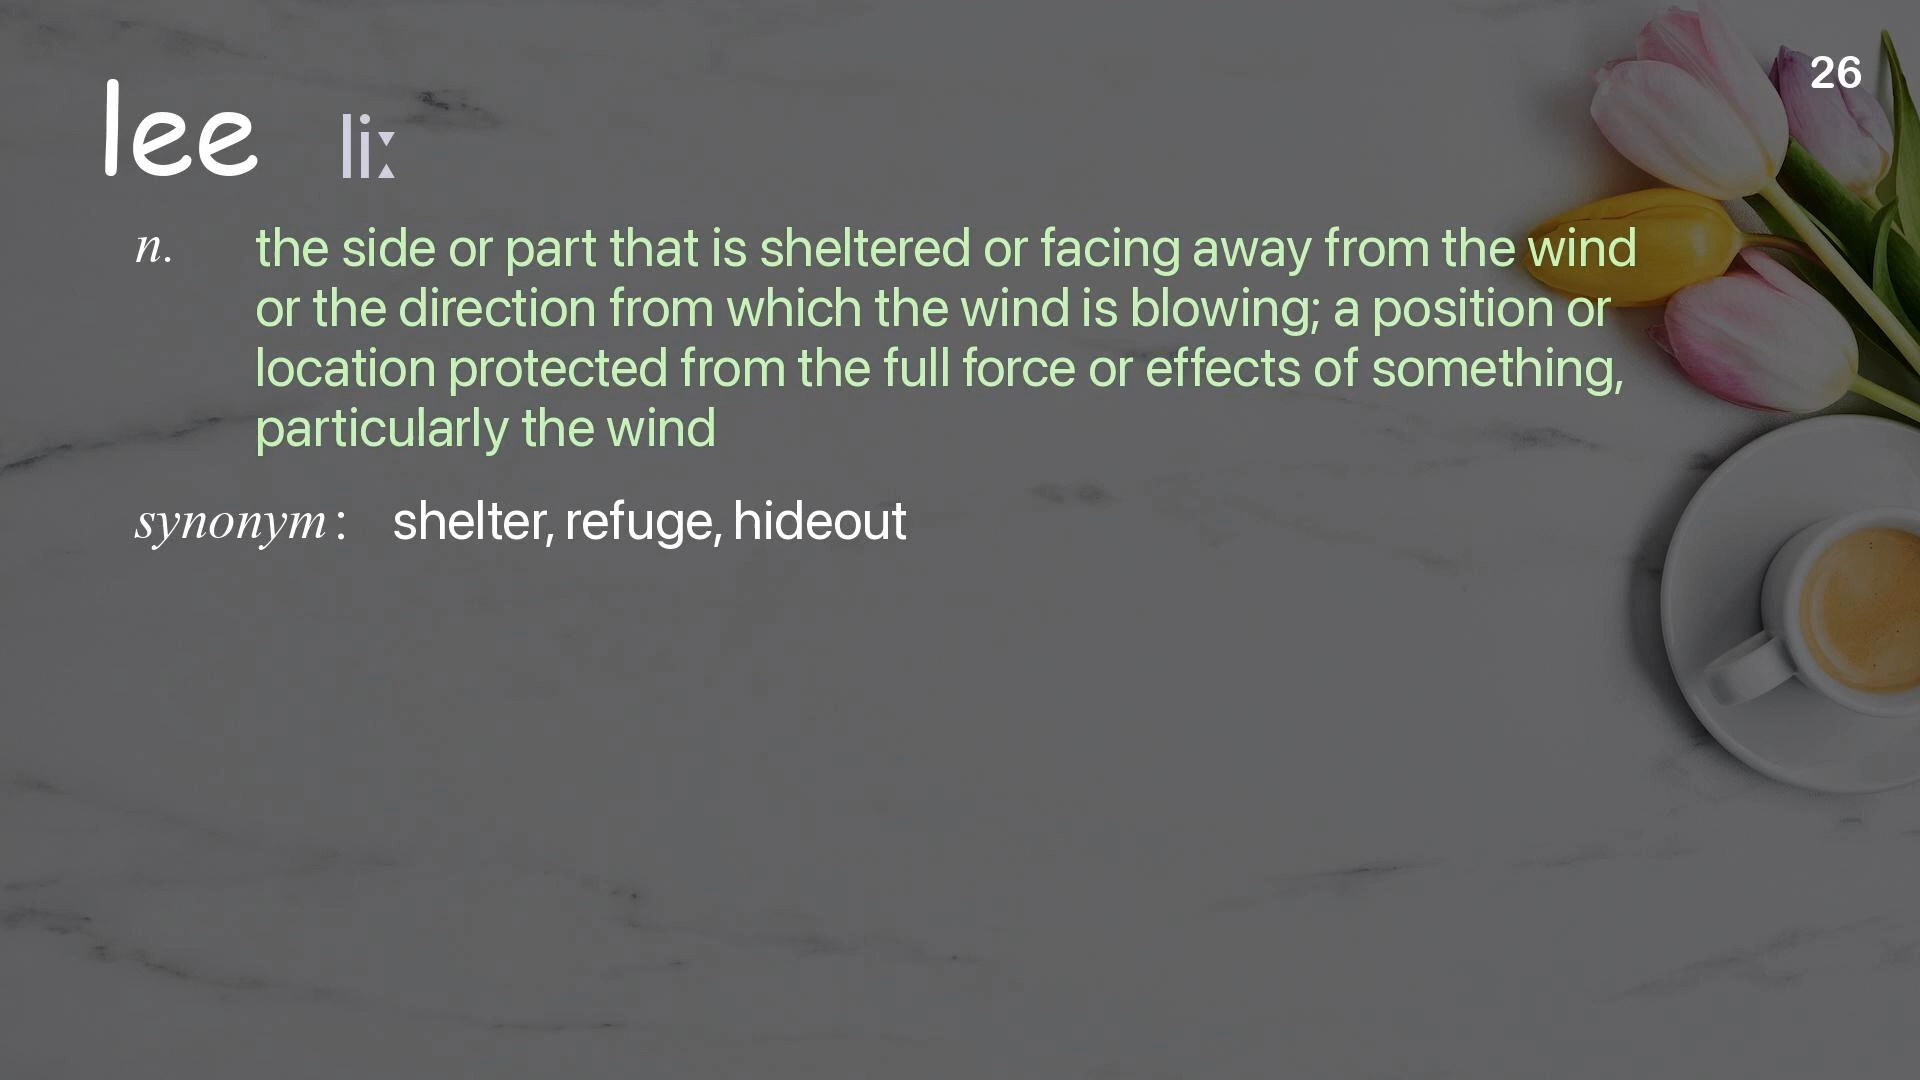 26
lee liː
n. the side or part that is sheltered or facing away from the wind
or the direction from which the wind is blowing; a position or
location protected from the full force or effects of something,
particularly the wind
synonym: shelter, refuge, hideout